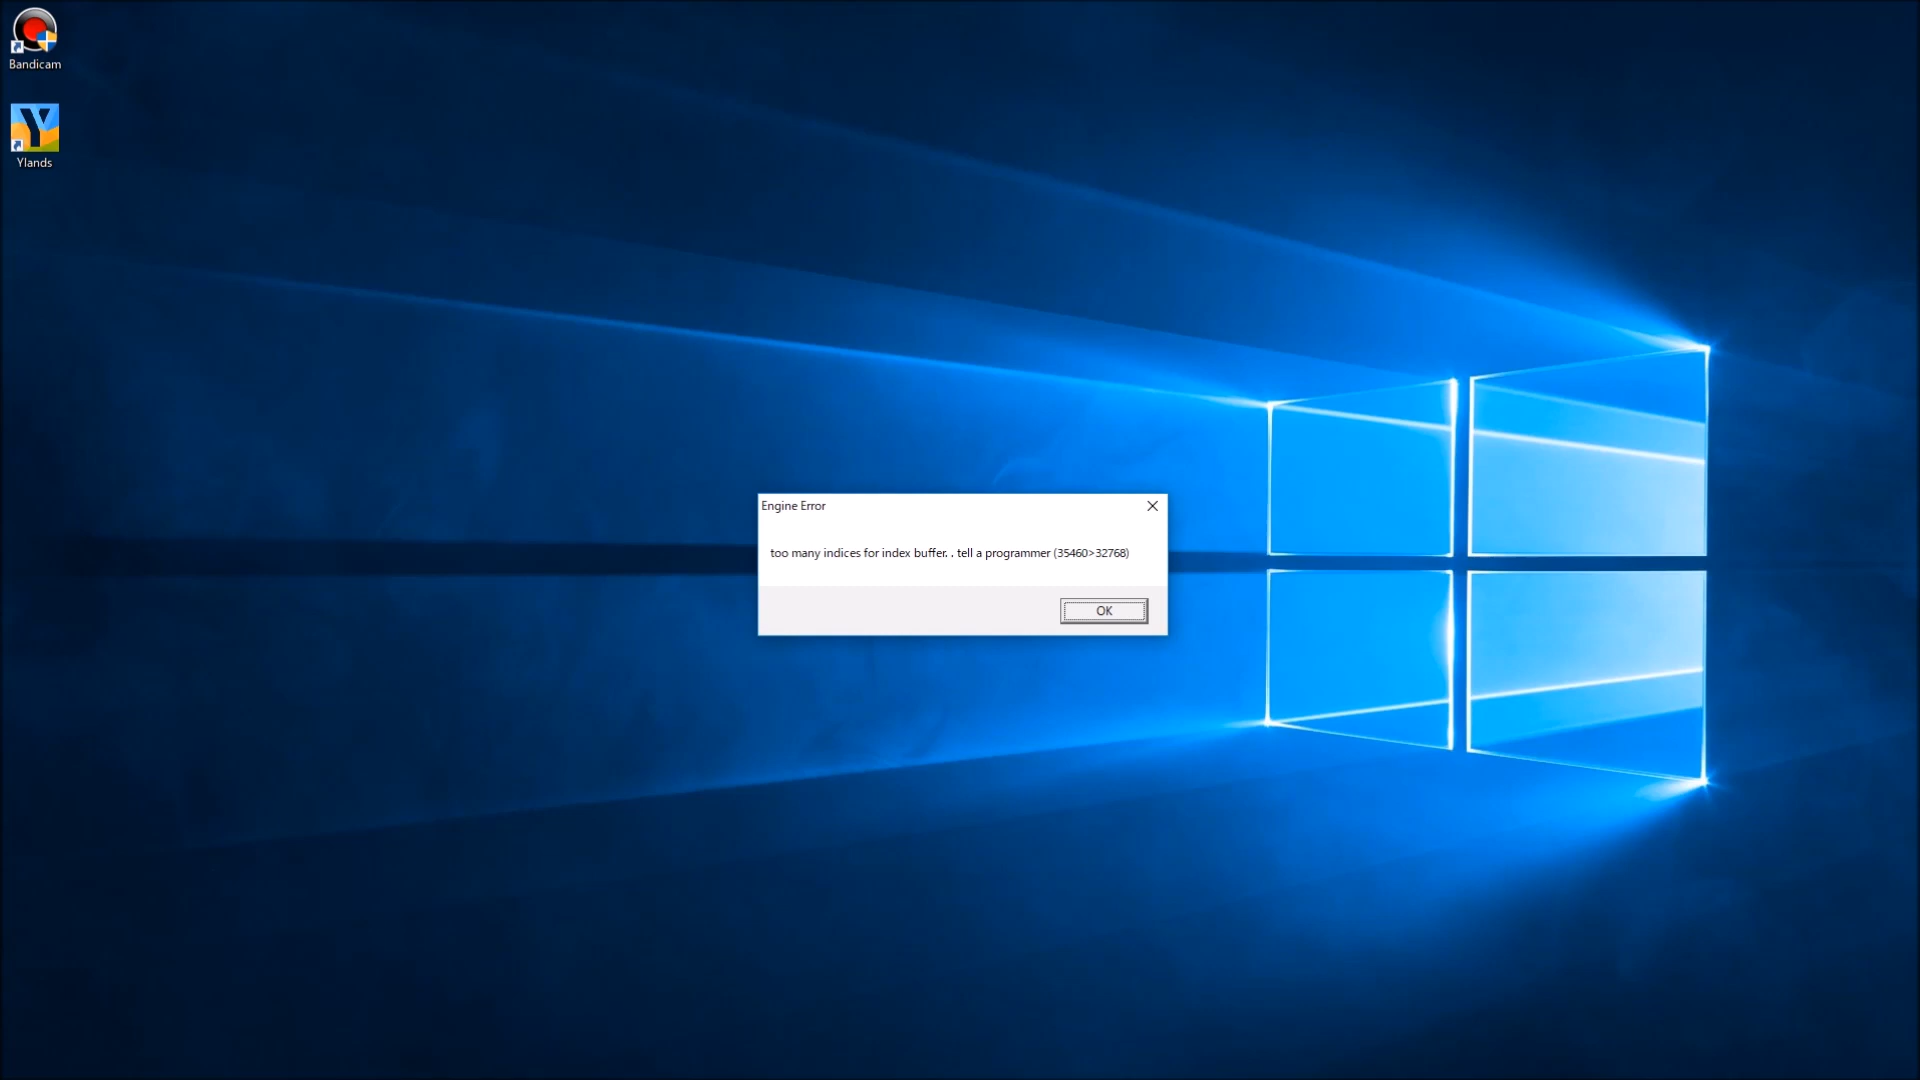 Bandicam
Ylands
Engine Error
too many indices for index buffer. . tell a programmer (35460>32768)
OK